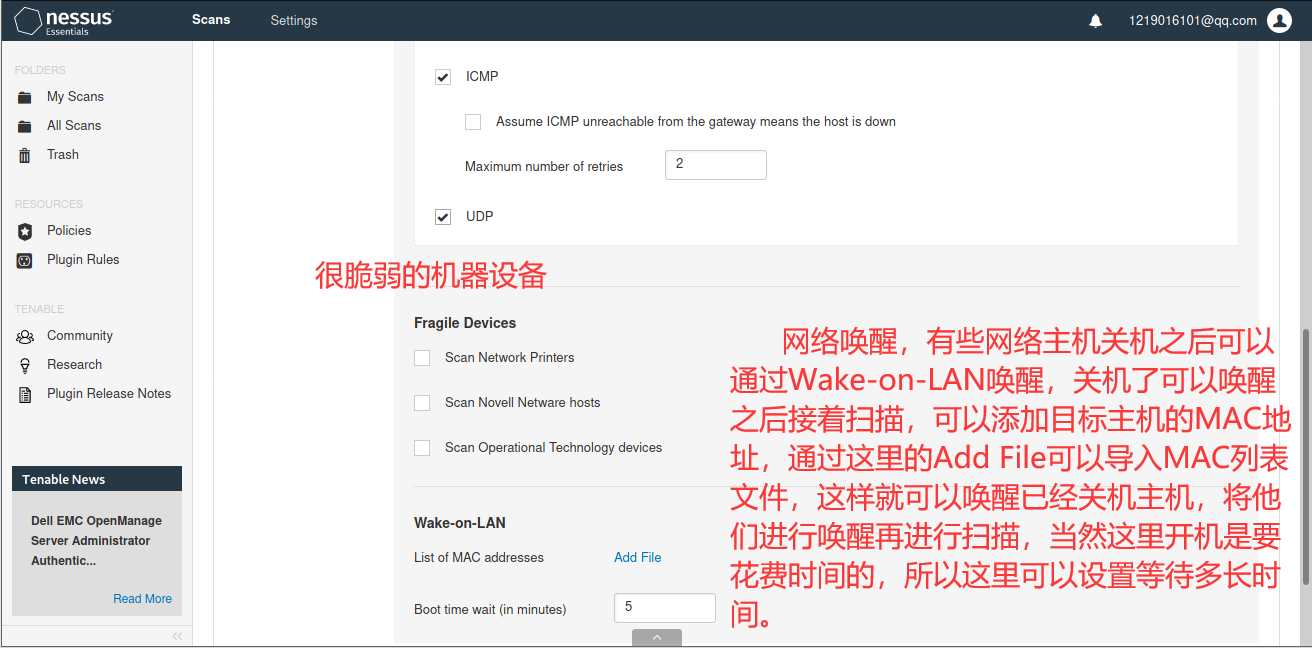 nessus
Essentials
Scans
Settings
1219016101@qq.com
FOLDERS
My Scans
All Scans
Trash
RESOURCES
Policies
Plugin Rules
TENABLE
Community
Research
Plugin Release Notes
Tenable News
Dell EMC OpenManage
Server Administrator
Authentic...
Read More
ICMP
Assume ICMP unreachable from the gateway means the host is down
Maximum number of retries
2
UDP
很脆弱的机器设备
Fragile Devices
Scan Network Printers
Scan Novell Netware hosts
Scan Operational Technology devices
Wake-on-LAN
List of MAC addresses
Add File
Boot time wait (in minutes)
5
网络唤醒，有些网络主机关机之后可以
通过Wake-on-LAN唤醒，关机了可以唤醒
之后接着扫描，可以添加目标主机的MAC地
址，通过这里的Add File可以导入MAC列表
文件，这样就可以唤醒已经关机主机，将他
们进行唤醒再进行扫描，当然这里开机是要
花费时间的，所以这里可以设置等待多长时
间。